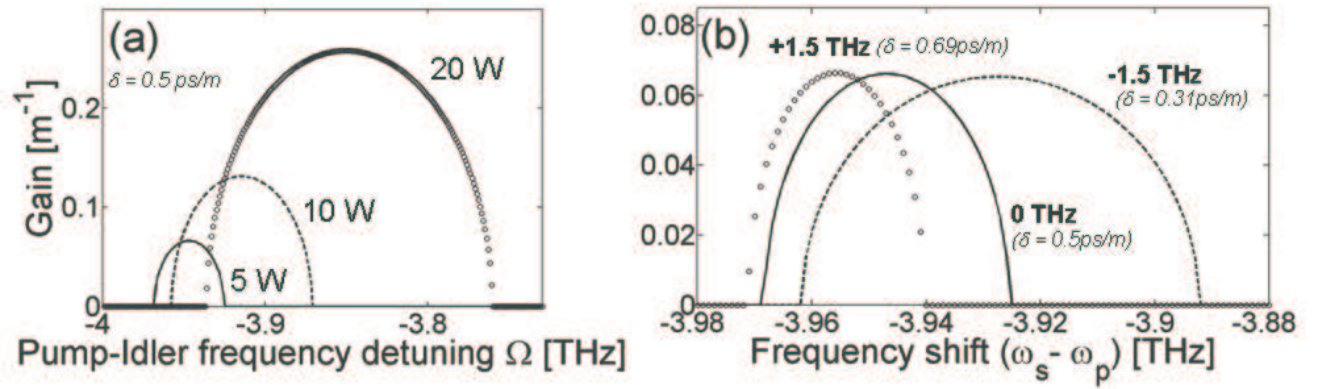 (a)
δ = 0.5 ps/m
20 W
10 W
5 W
0.2
0.1
0
-4
-3.9
-3.8
Gain [m⁻¹]
Pump-Idler frequency detuning Ω [THz]
(b)
+1.5 THz (δ = 0.69ps/m)
-1.5 THz
(δ = 0.31ps/m)
0 THz
(δ = 0.5ps/m)
0.08
0.06
0.04
0.02
0
-3.98
-3.96
-3.94
-3.92
-3.9
-3.88
Frequency shift (ωₛ- ωₚ) [THz]